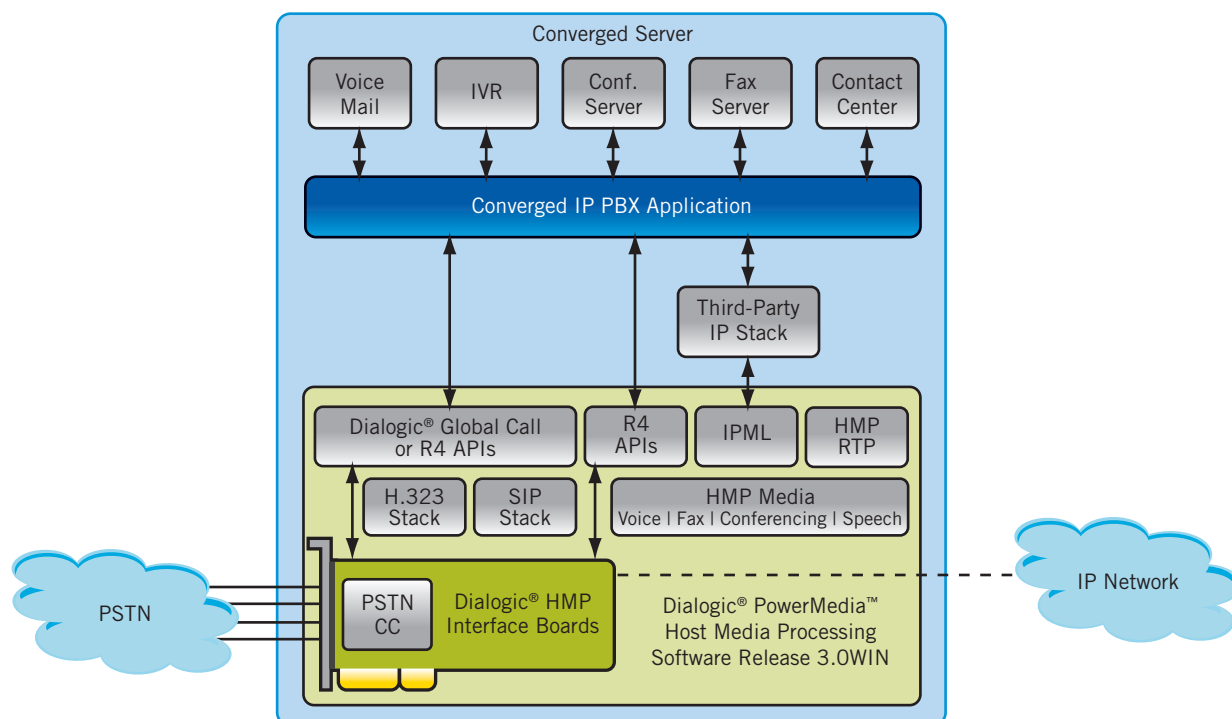 Converged Server
Voice
Mail
IVR
Conf.
Server
Fax
Server
Contact
Center
Converged IP PBX Application
Third-Party
IP Stack
Dialogic® Global Call
or R4 APIs
R4
APIs
IPML
HMP
RTP
H.323
Stack
SIP
Stack
HMP Media
Voice | Fax | Conferencing | Speech
PSTN
PSTN
CC
Dialogic® HMP
Interface Boards
Dialogic® PowerMedia™
Host Media Processing
Software Release 3.0WIN
IP Network